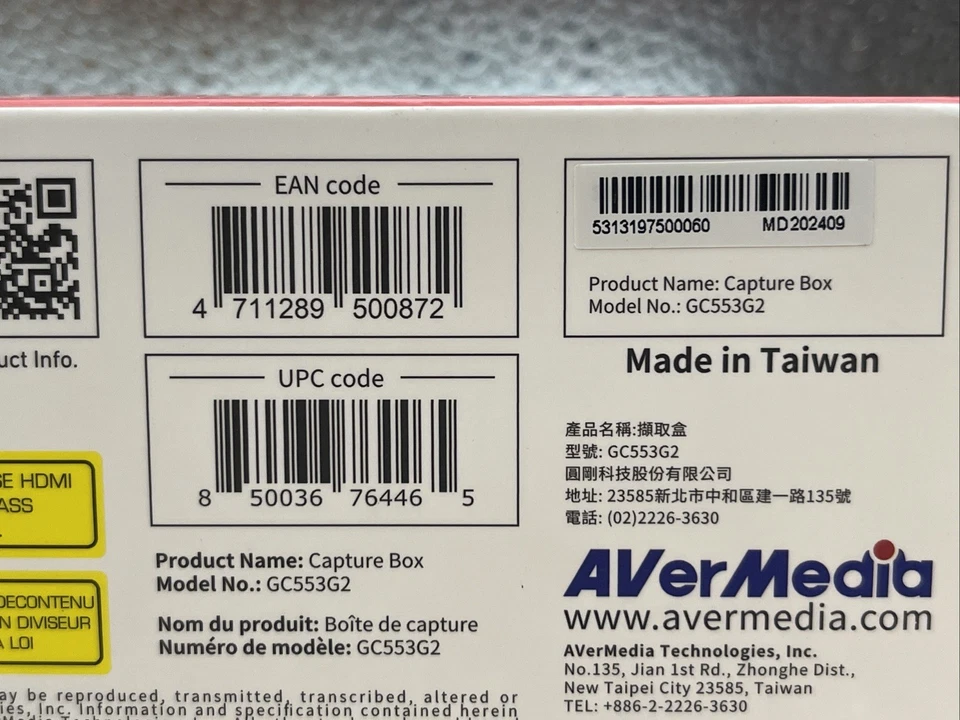 uct Info.
SE HDMI
ASS
DECONTENU
N DIVISEUR
LA LOI
EAN code
4 711289 500872
UPC code
8 50036 76446 5
Product Name: Capture Box
Model No.: GC553G2
Nom du produit: Boîte de capture
Numéro de modèle: GC553G2
ay be reproduced, transmitted, transcribed, altered or
ies, Inc. Information and specification contained herein
5313197500060 MD202409
Product Name: Capture Box
Model No.: GC553G2
Made in Taiwan
產品名稱:擷取盒
型號: GC553G2
圓剛科技股份有限公司
地址: 23585新北市中和區建一路135號
電話: (02)2226-3630
AVerMedia
www.avermedia.com
AVerMedia Technologies, Inc.
No.135, Jian 1st Rd., Zhonghe Dist.,
New Taipei City 23585, Taiwan
TEL: +886-2-2226-3630